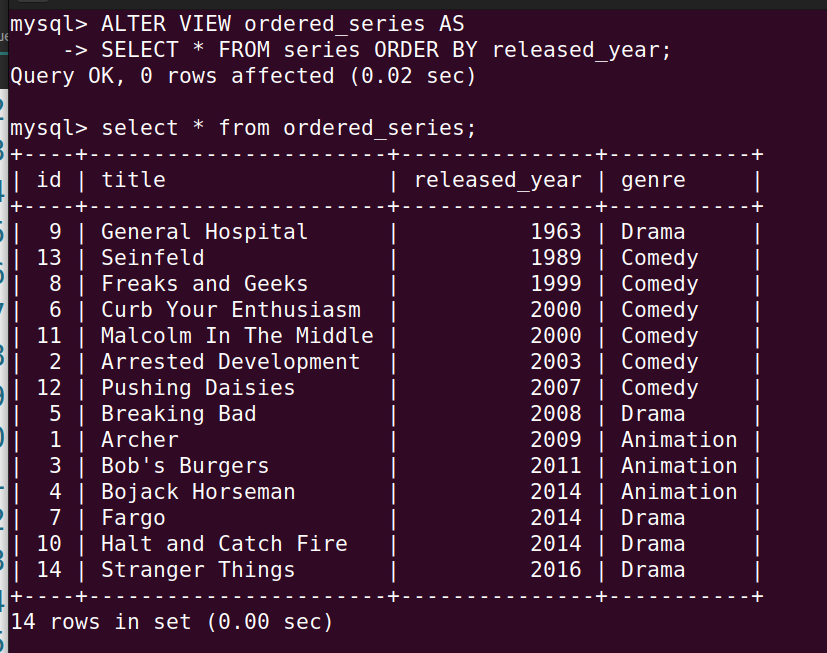 mysql> ALTER VIEW ordered_series AS
    -> SELECT * FROM series ORDER BY released_year;
Query OK, 0 rows affected (0.02 sec)

mysql> select * from ordered_series;
+----+-----------------------+---------------+-----------+
| id | title                 | released_year | genre     |
+----+-----------------------+---------------+-----------+
|  9 | General Hospital      |          1963 | Drama     |
| 13 | Seinfeld              |          1989 | Comedy    |
|  8 | Freaks and Geeks      |          1999 | Comedy    |
|  6 | Curb Your Enthusiasm  |          2000 | Comedy    |
| 11 | Malcolm In The Middle |          2000 | Comedy    |
|  2 | Arrested Development  |          2003 | Comedy    |
| 12 | Pushing Daisies       |          2007 | Comedy    |
|  5 | Breaking Bad          |          2008 | Drama     |
|  1 | Archer                |          2009 | Animation |
|  3 | Bob's Burgers         |          2011 | Animation |
|  4 | Bojack Horseman       |          2014 | Animation |
|  7 | Fargo                 |          2014 | Drama     |
| 10 | Halt and Catch Fire   |          2014 | Drama     |
| 14 | Stranger Things       |          2016 | Drama     |
+----+-----------------------+---------------+-----------+
14 rows in set (0.00 sec)